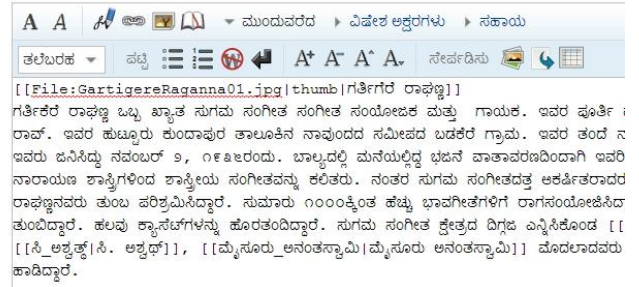 A A ಮುಂದುವರೆದ ವಿಶೇಶ ಅಕ್ಷರಗಳು ಸಹಾಯ
ತಲೆಬರಹ ಪಟ್ಟಿ A A A A ಸೇರ್ಪಡಿಸು
[[File:GartigereRaganna01.jpg|thumb|ಗರ್ತಿಗೆರೆ ರಾಘಣ್ಣ]]
ಗರ್ತಿಕೆರೆ ರಾಘಣ್ಣ ಒಬ್ಬ ಖ್ಯಾತ ಸುಗಮ ಸಂಗೀತ ಸಂಗೀತ ಸಂಯೋಜಕ ಮತ್ತು ಗಾಯಕ. ಇವರ ಪೂರ್ತಿ
ರಾವ್. ಇವರ ಹುಟ್ಟೂರು ಕುಂದಾಪುರ ತಾಲೂಕಿನ ನಾವುಂದದ ಸಮೀಪದ ಬಡಕೆರೆ ಗ್ರಾಮ. ಇವರ ತಂದೆ
ಇವರು ಜನಿಸಿದ್ದು ನವಂಬರ್ ೨, ೧೯೩೫ರಂದು. ಬಾಲ್ಯದಲ್ಲಿ ಮನೆಯಲ್ಲಿದ್ದ ಭಜನೆ ವಾತಾವರಣದಿಂದಾಗಿ
ನಾರಾಯಣ ಶಾಸ್ತ್ರಿಗಳಿಂದ ಶಾಸ್ತ್ರೀಯ ಸಂಗೀತವನ್ನು ಕಲಿತರು. ನಂತರ ಸುಗಮ ಸಂಗೀತದತ್ತ ಆಕರ್ಷಿತರಾದರು
ರಾಘಣ್ಣನವರು ತುಂಬ ಪರಿಶ್ರಮಿಸಿದ್ದಾರೆ. ಸುಮಾರು ೧೦೦೦ಕ್ಕಿಂತ ಹೆಚ್ಚು ಭಾವಗೀತೆಗಳಿಗೆ
ತುಂಬಿದ್ದಾರೆ. ಹಲವು ಕ್ಯಾಸೆಟ್‌ಗಳನ್ನು ಹೊರತಂದಿದ್ದಾರೆ. ಸುಗಮ ಸಂಗೀತ ಕ್ಷೇತ್ರದ ದಿಗ್ಗಜ ಎನ್ನಿಸಿಕೊಂಡ [[
[[ಸಿ_ಅಶ್ವತ್ಥ್|ಸಿ. ಅಶ್ವಥ್]], [[ಮೈಸೂರು_ಅನಂತಸ್ವಾಮಿ|ಮೈಸೂರು ಅನಂತಸ್ವಾಮಿ]] ಮೊದಲಾದವರು
ಹಾಡಿದ್ದಾರೆ.